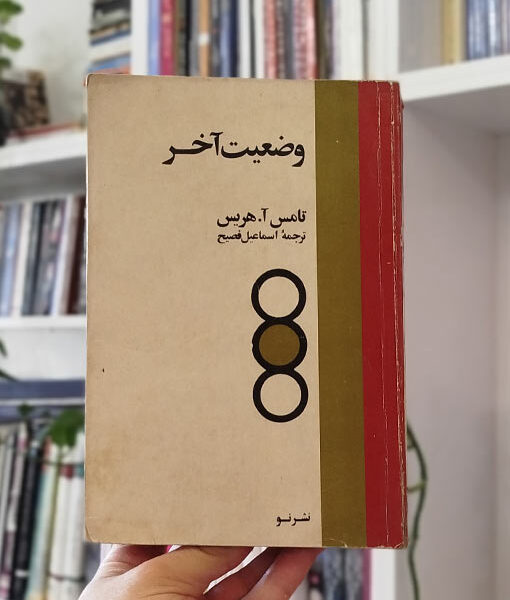 وضعیت آخر
تامس آ. هریس
ترجمهٔ اسماعیل فصیح
نشر نو